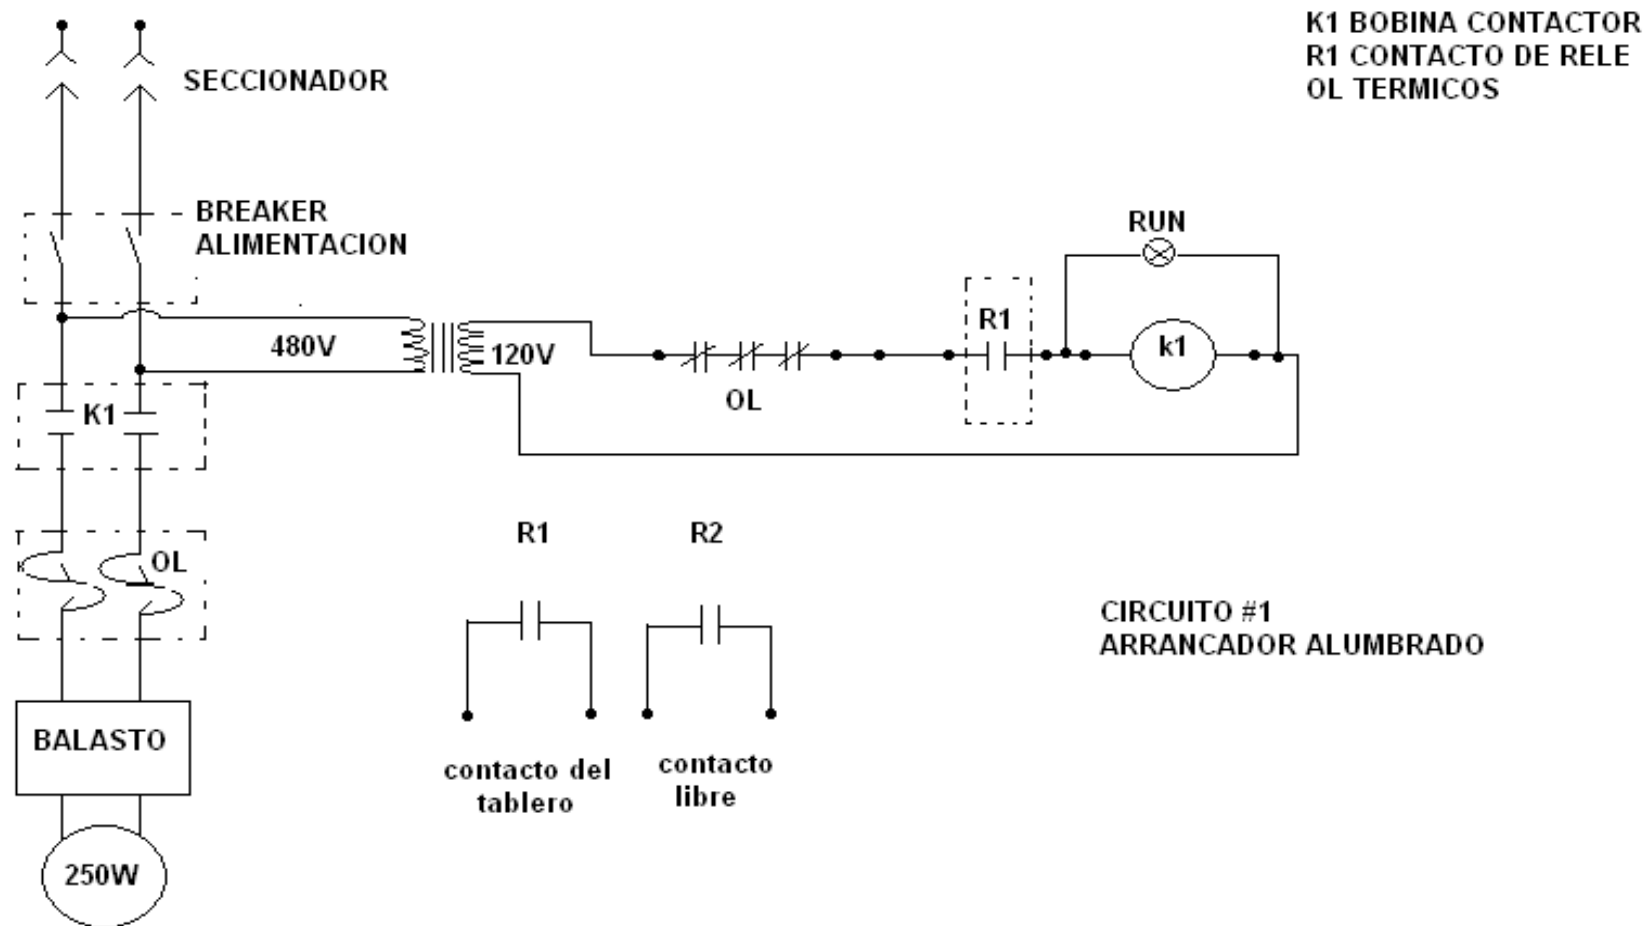 K1 BOBINA CONTACTOR
R1 CONTACTO DE RELE
OL TERMICOS
SECCIONADOR
BREAKER
ALIMENTACION
RUN
R1
480V
120V
k1
OL
K1
R1
R2
OL
CIRCUITO #1
ARRANCADOR ALUMBRADO
BALASTO
contacto del
tablero
contacto
libre
250W